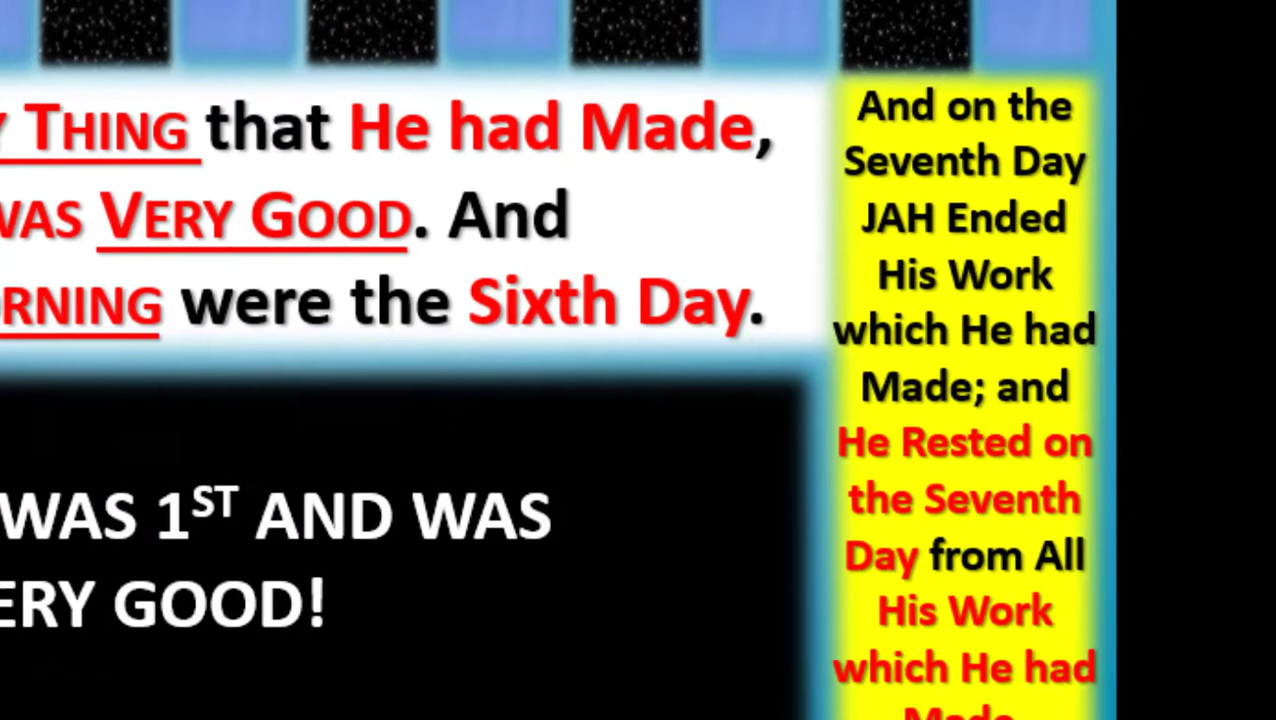 Y THING that He had Made,
WAS VERY GOOD. And
ORNING were the Sixth Day.
WAS 1ST AND WAS
ERY GOOD!
And on the
Seventh Day
JAH Ended
His Work
which He had
Made; and
He Rested on
the Seventh
Day from All
His Work
which He had
Made